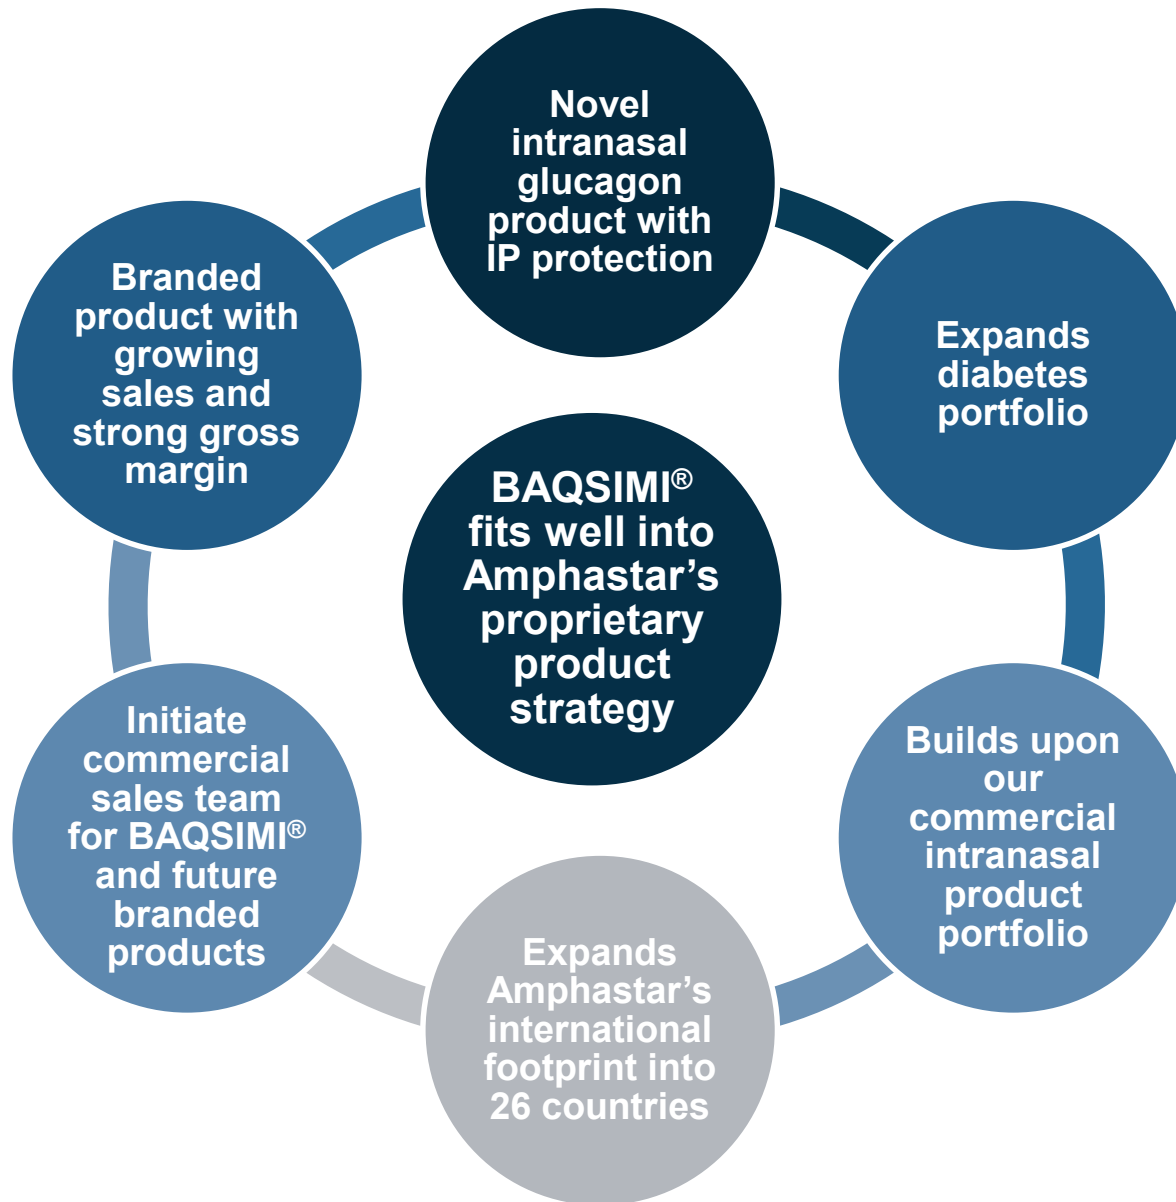 Novel
intranasal
glucagon
product with
IP protection
Expands
diabetes
portfolio
Builds upon
our
commercial
intranasal
product
portfolio
Expands
Amphastar’s
international
footprint into
26 countries
Initiate
commercial
sales team
for BAQSIMI®
and future
branded
products
Branded
product with
growing
sales and
strong gross
margin
BAQSIMI®
fits well into
Amphastar’s
proprietary
product
strategy